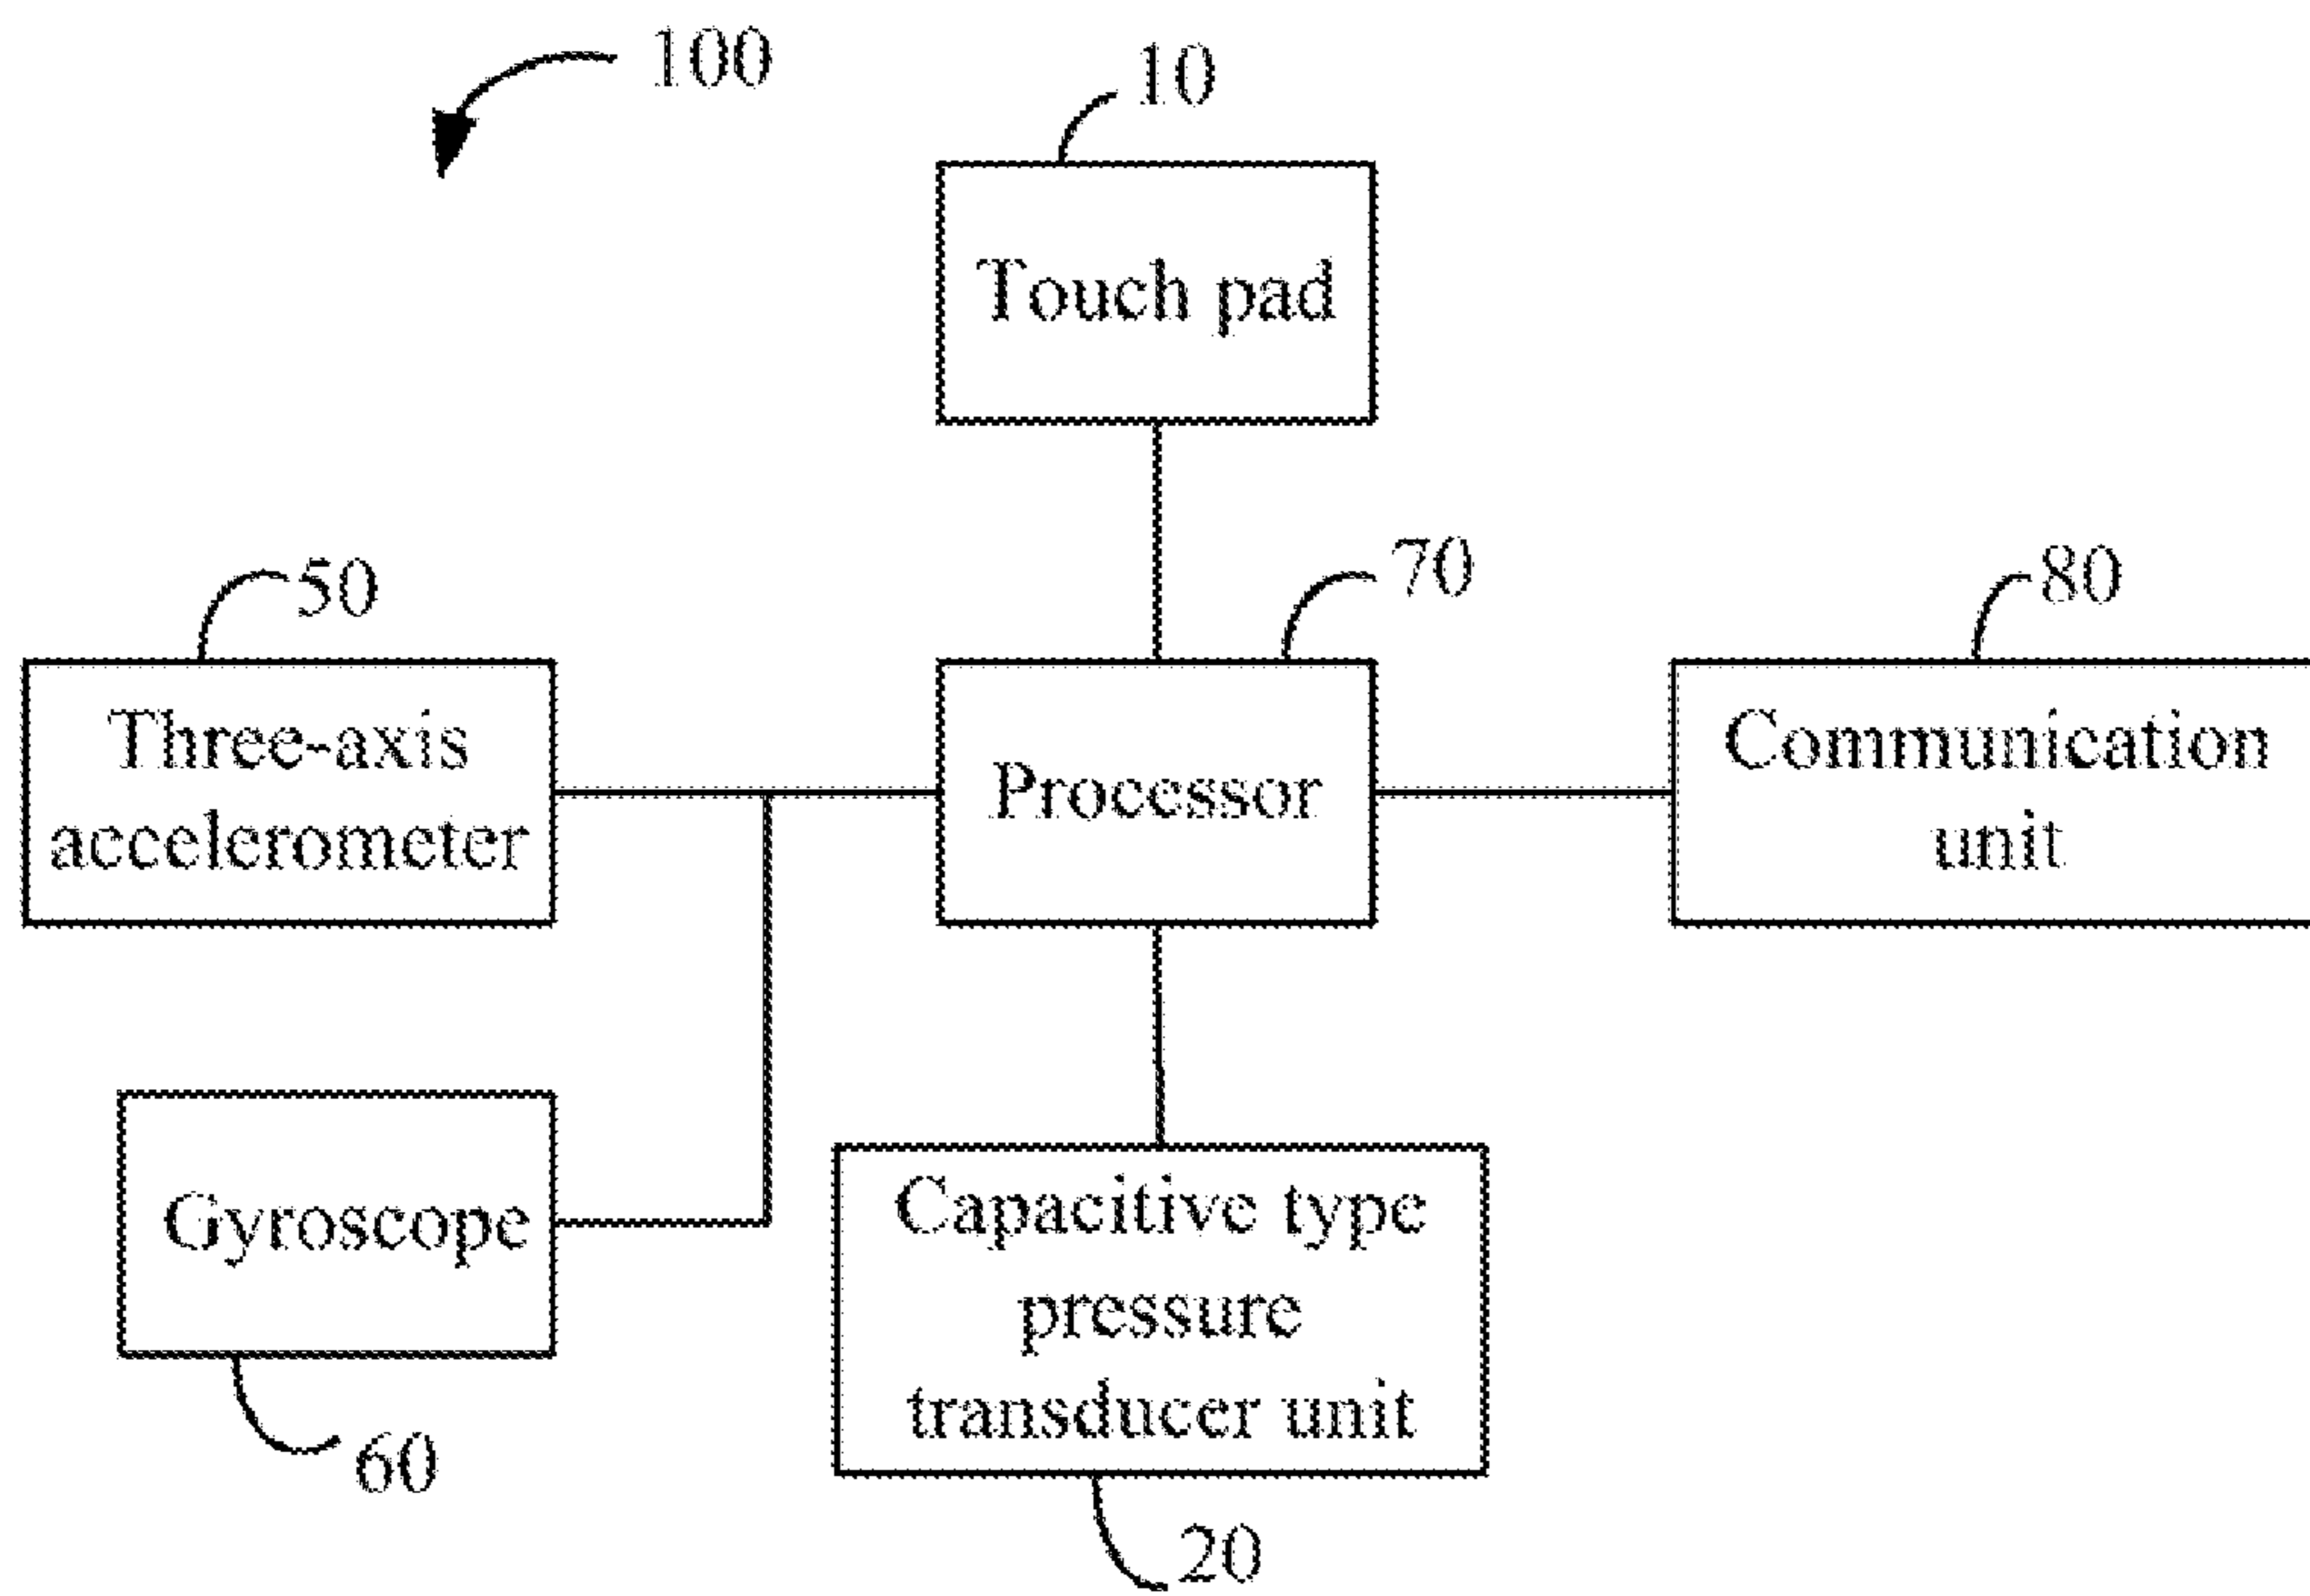 100
10
Touch pad
50
70
80
Three-axis
accelerometer
Processor
Communication
unit
Gyroscope
60
Capacitive type
pressure
transducer unit
20